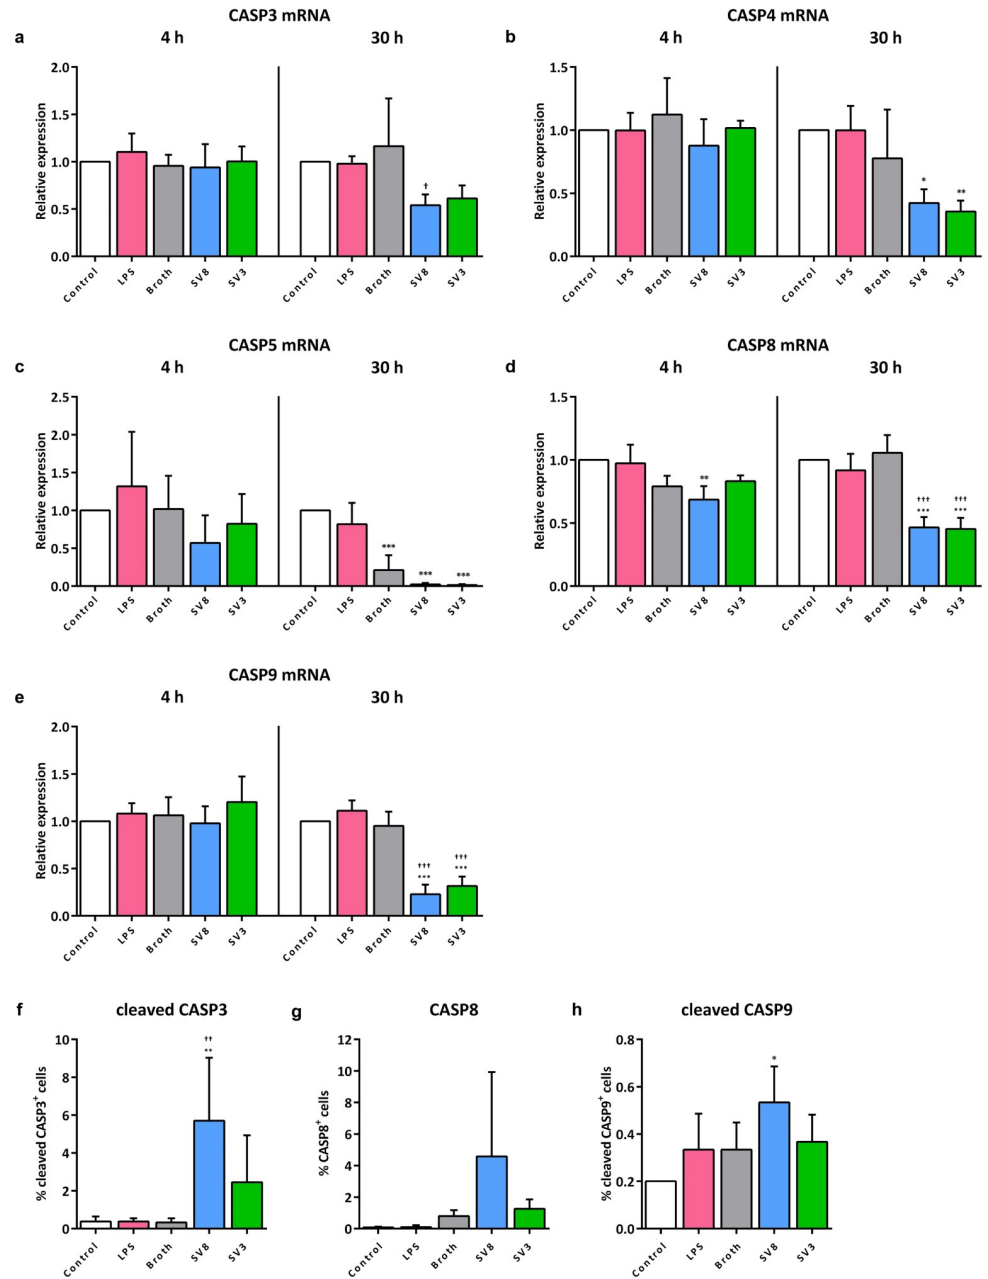 CASP3 mRNA
a
4 h
30 h
Relative expression
2.0
1.5
1.0
0.5
0.0
†
Control
LPS
Broth
SV8
SV3
Control
LPS
Broth
SV8
SV3
CASP4 mRNA
b
4 h
30 h
Relative expression
1.5
1.0
0.5
0.0
*
**
Control
LPS
Broth
SV8
SV3
Control
LPS
Broth
SV8
SV3
CASP5 mRNA
c
4 h
30 h
Relative expression
2.5
2.0
1.5
1.0
0.5
0.0
***
***
***
Control
LPS
Broth
SV8
SV3
Control
LPS
Broth
SV8
SV3
CASP8 mRNA
d
4 h
30 h
Relative expression
1.5
1.0
0.5
0.0
**
†††
***
†††
***
Control
LPS
Broth
SV8
SV3
Control
LPS
Broth
SV8
SV3
CASP9 mRNA
e
4 h
30 h
Relative expression
2.0
1.5
1.0
0.5
0.0
†††
***
†††
***
Control
LPS
Broth
SV8
SV3
Control
LPS
Broth
SV8
SV3
f
cleaved CASP3
% cleaved CASP3⁺ cells
10
8
6
4
2
0
††
**
Control
LPS
Broth
SV8
SV3
g
CASP8
% CASP8⁺ cells
12
10
8
6
4
2
0
Control
LPS
Broth
SV8
SV3
h
cleaved CASP9
% cleaved CASP9⁺ cells
0.8
0.6
0.4
0.2
0.0
*
Control
LPS
Broth
SV8
SV3